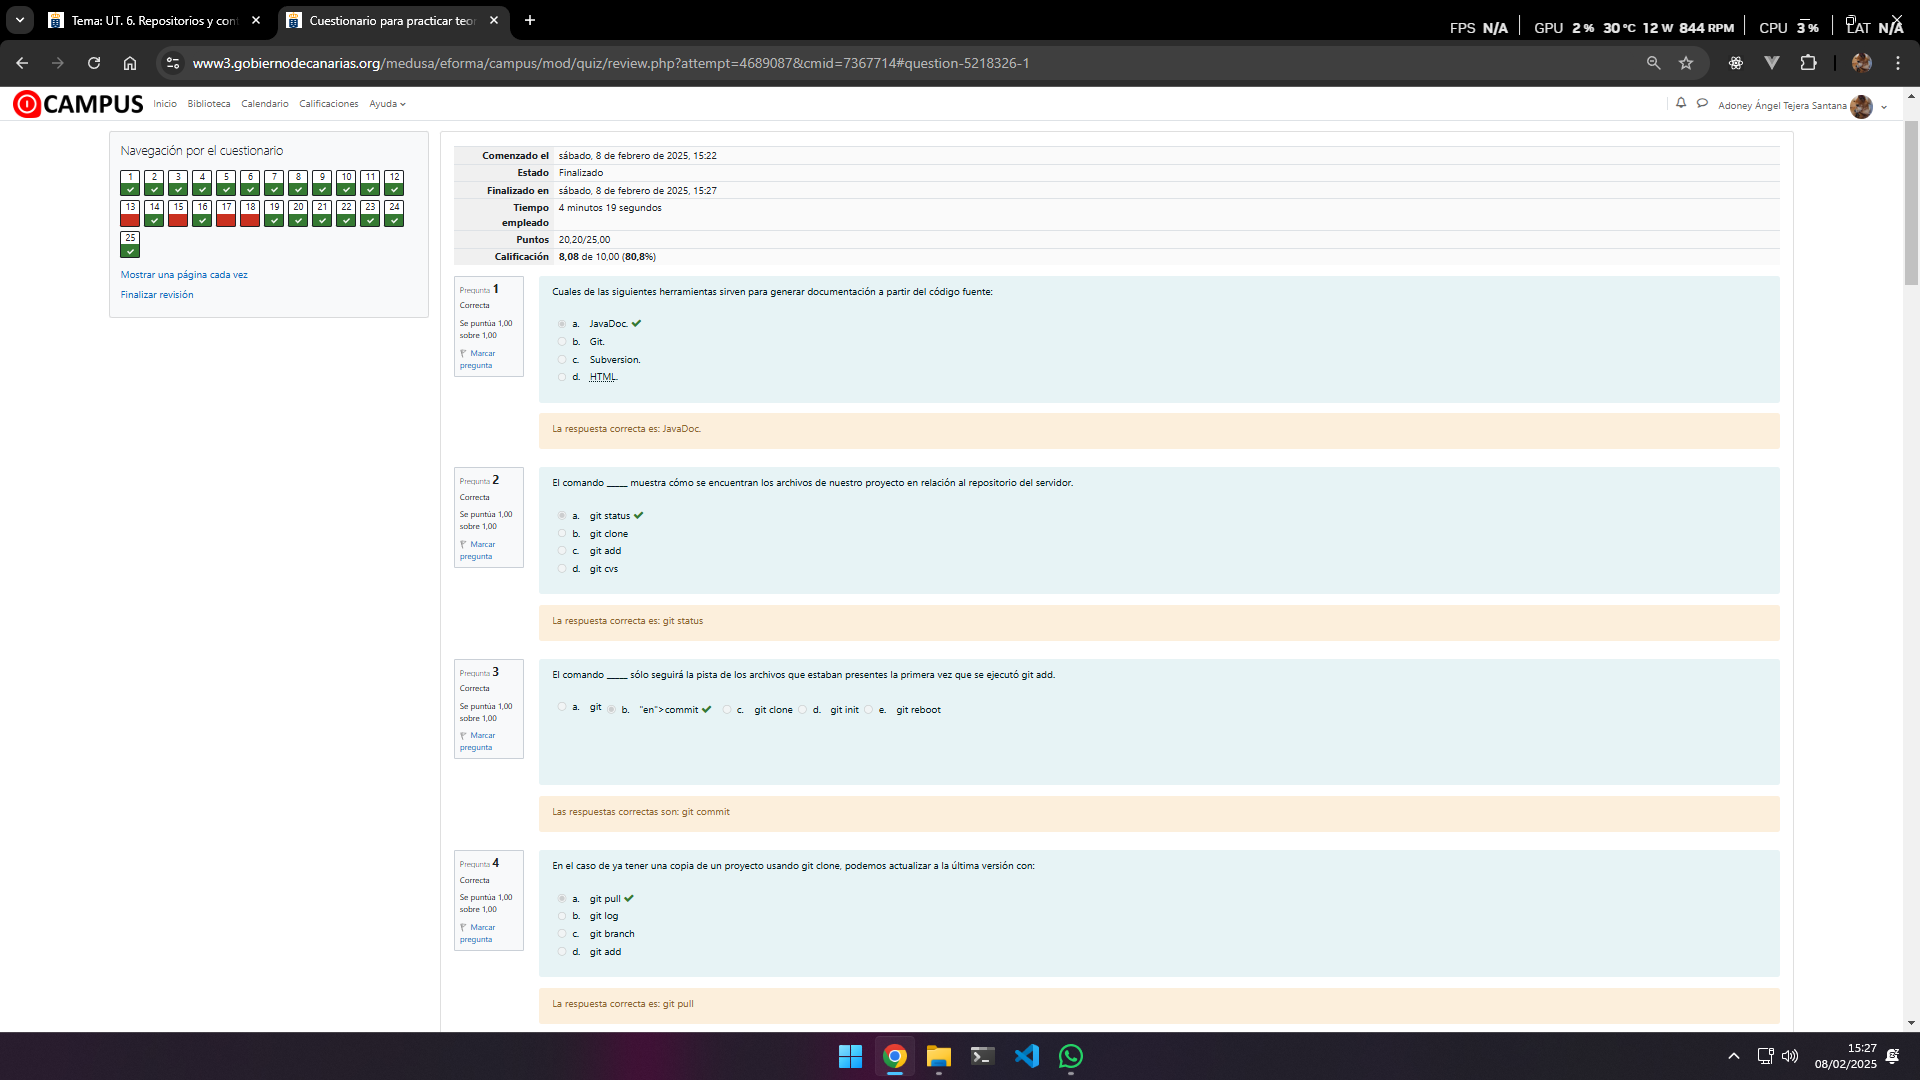 Tema: UT. 6. Repositorios y con
Cuestionario para practicar teor
FPS N/A
GPU 2 % 30 °C 12 W 844 RPM
CPU 3 %
LAT N/A
www3.gobiernodecanarias.org/medusa/eforma/campus/mod/quiz/review.php?attempt=4689087&cmid=7367714#question-5218326-1
CAMPUS
Inicio
Biblioteca
Calendario
Calificaciones
Ayuda
Adoney Ángel Tejera Santana
Navegación por el cuestionario
1 2 3 4 5 6 7 8 9 10 11 12
13 14 15 16 17 18 19 20 21 22 23 24
25
Mostrar una página cada vez
Finalizar revisión
Comenzado el sábado, 8 de febrero de 2025, 15:22
Estado Finalizado
Finalizado en sábado, 8 de febrero de 2025, 15:27
Tiempo empleado 4 minutos 19 segundos
Puntos 20,20/25,00
Calificación 8,08 de 10,00 (80,8%)
Pregunta 1
Correcta
Se puntúa 1,00
sobre 1,00
Marcar
pregunta
Cuales de las siguientes herramientas sirven para generar documentación a partir del código fuente:
a. JavaDoc.
b. Git.
c. Subversion.
d. HTML.
La respuesta correcta es: JavaDoc.
Pregunta 2
Correcta
Se puntúa 1,00
sobre 1,00
Marcar
pregunta
El comando _____ muestra cómo se encuentran los archivos de nuestro proyecto en relación al repositorio del servidor.
a. git status
b. git clone
c. git add
d. git cvs
La respuesta correcta es: git status
Pregunta 3
Correcta
Se puntúa 1,00
sobre 1,00
Marcar
pregunta
El comando _____ sólo seguirá la pista de los archivos que estaban presentes la primera vez que se ejecutó git add.
a. git b. "en">commit c. git clone d. git init e. git reboot
Las respuestas correctas son: git commit
Pregunta 4
Correcta
Se puntúa 1,00
sobre 1,00
Marcar
pregunta
En el caso de ya tener una copia de un proyecto usando git clone, podemos actualizar a la última versión con:
a. git pull
b. git log
c. git branch
d. git add
La respuesta correcta es: git pull
15:27
08/02/2025